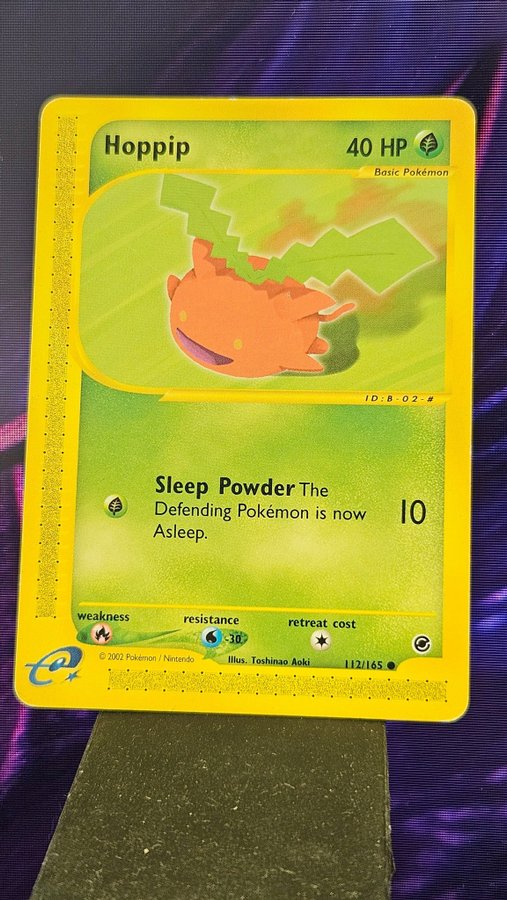 Hoppip 40 HP
Basic Pokémon
ID:B-02-#
Sleep Powder The
Defending Pokémon is now
Asleep.
10
weakness resistance retreat cost
-30
© 2002 Pokémon / Nintendo Illus. Toshinao Aoki 112/165
e